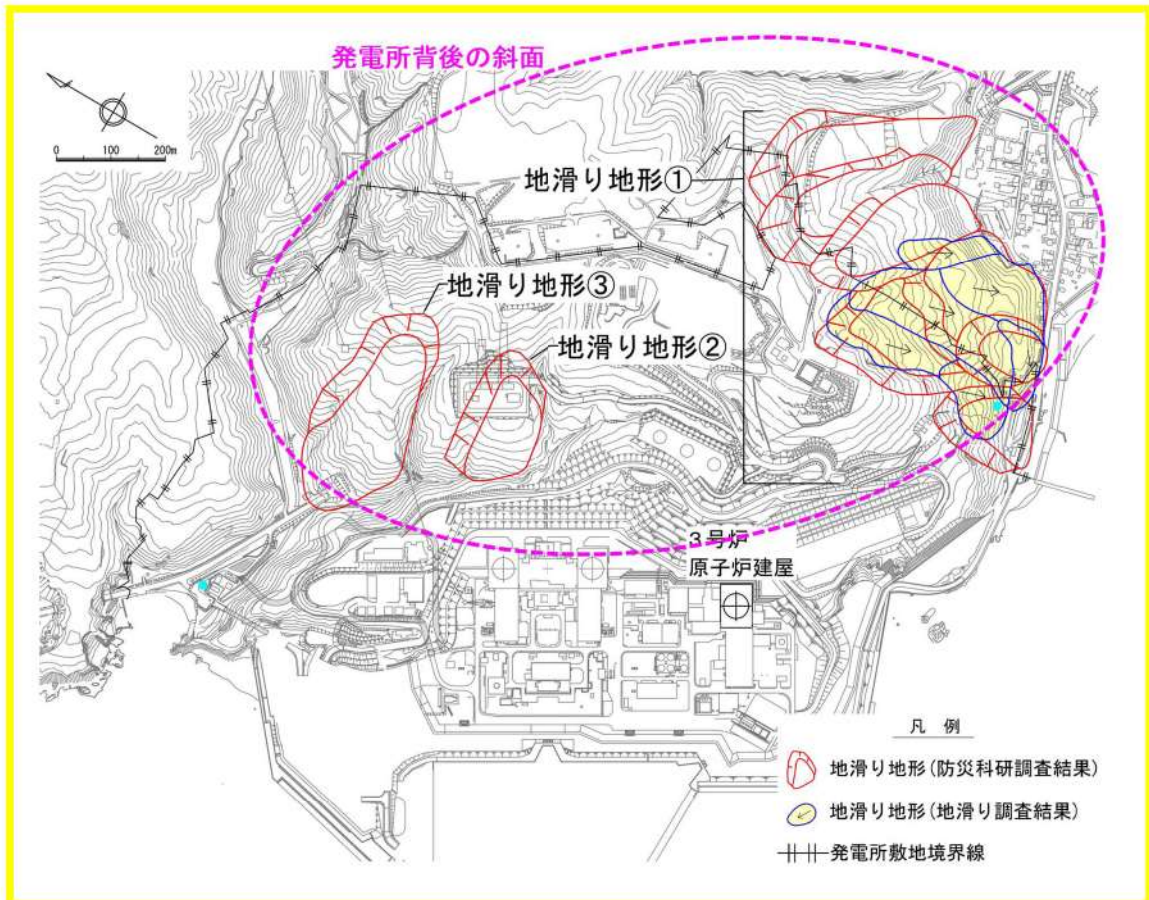 発電所背後の斜面
0 100 200m
地滑り地形①
地滑り地形③
地滑り地形②
3号炉
原子炉建屋
凡 例
地滑り地形(防災科研調査結果)
地滑り地形(地滑り調査結果)
発電所敷地境界線